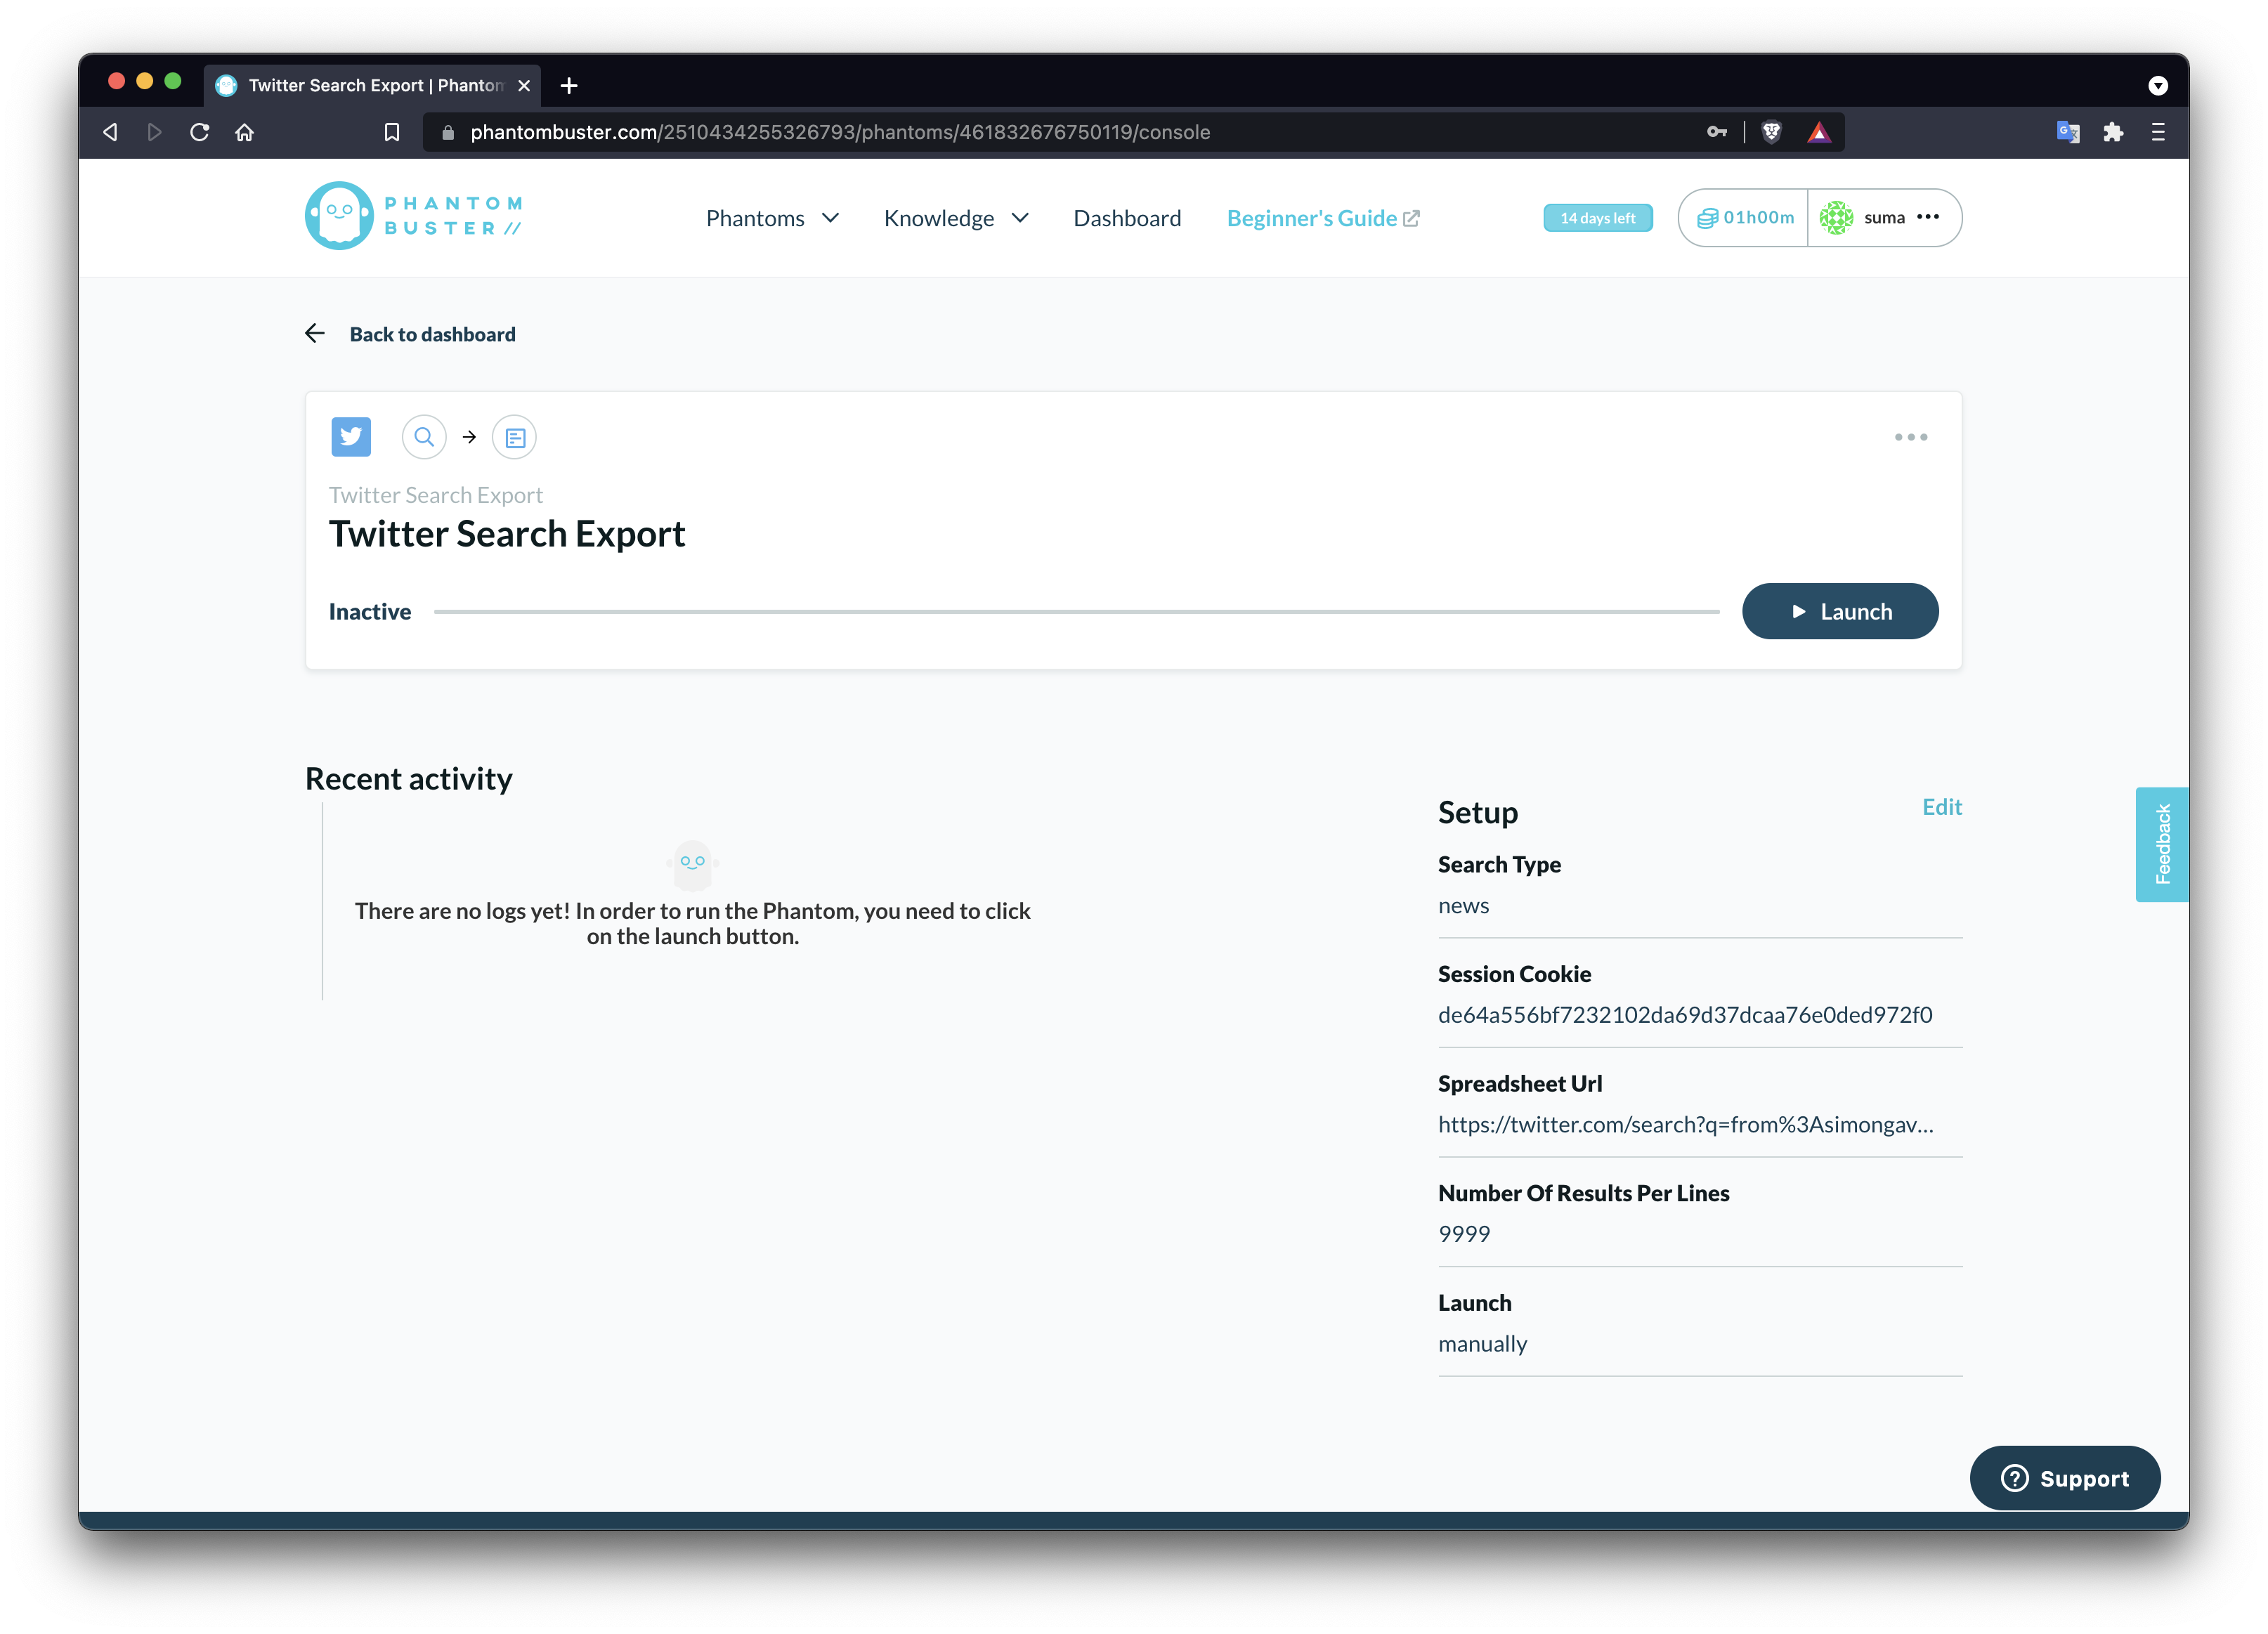 Twitter Search Export | Phantom
phantombuster.com/2510434255326793/phantoms/461832676750119/console
PHANTOM
BUSTER //
Phantoms
Knowledge
Dashboard
Beginner's Guide
14 days left
01h00m
suma
Back to dashboard
Twitter Search Export
Twitter Search Export
Inactive
Launch
Recent activity
There are no logs yet! In order to run the Phantom, you need to click
on the launch button.
Setup
Edit
Search Type
news
Session Cookie
de64a556bf7232102da69d37dcaa76e0ded972f0
Spreadsheet Url
https://twitter.com/search?q=from%3Asimongav...
Number Of Results Per Lines
9999
Launch
manually
Feedback
Support